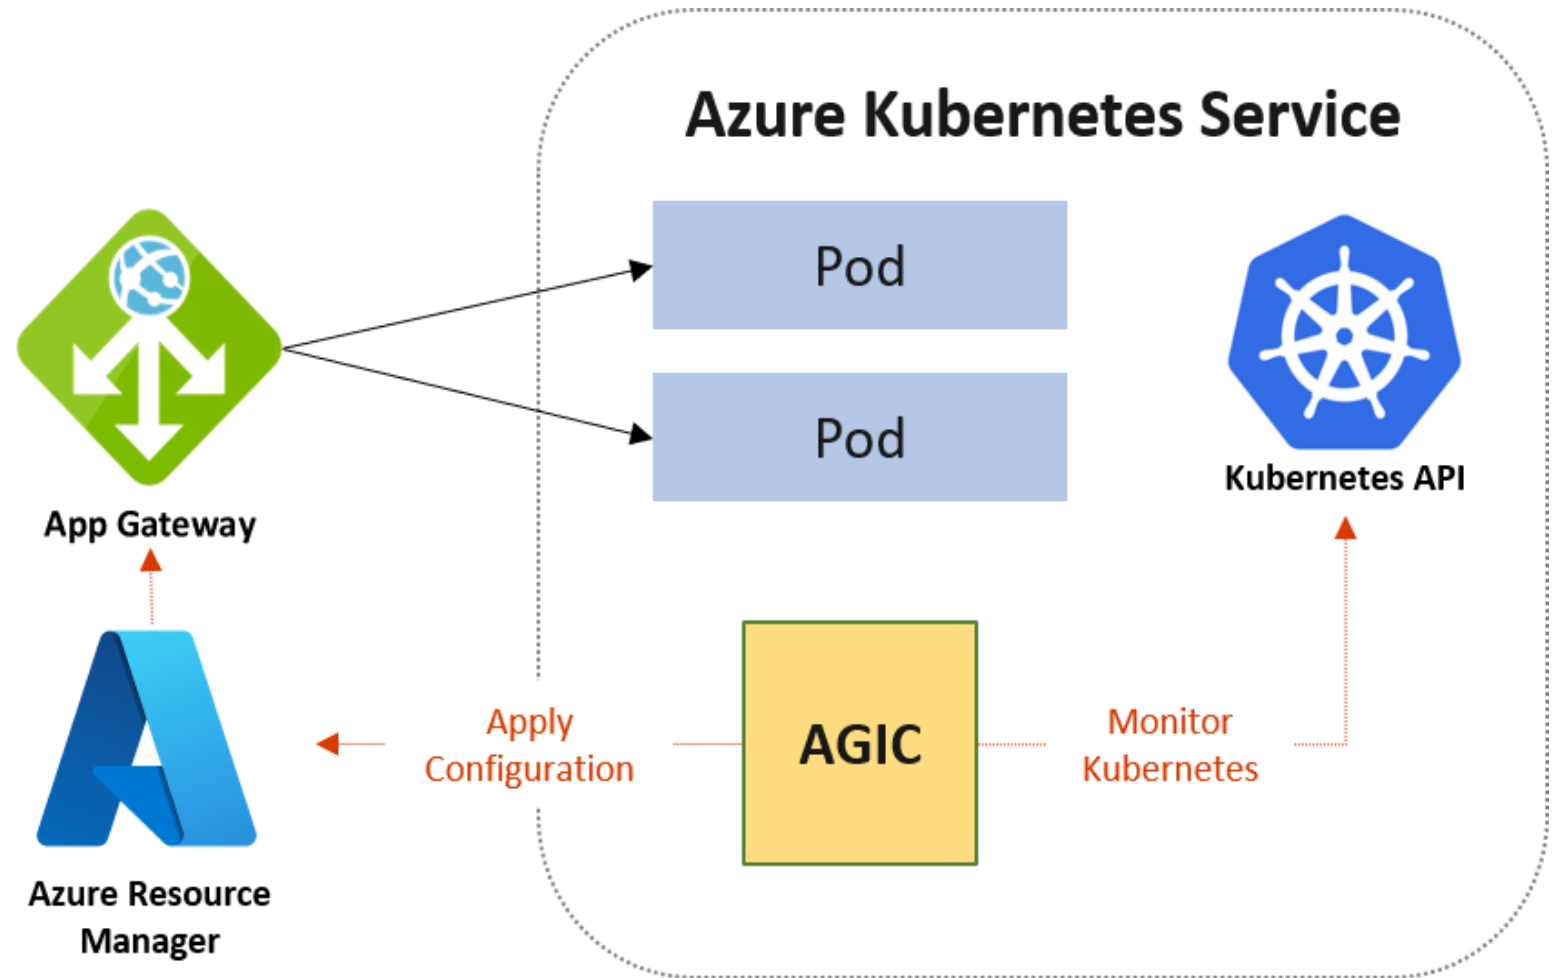 Azure Kubernetes Service
Pod
Pod
Kubernetes API
App Gateway
Apply
Configuration
AGIC
Monitor
Kubernetes
Azure Resource
Manager